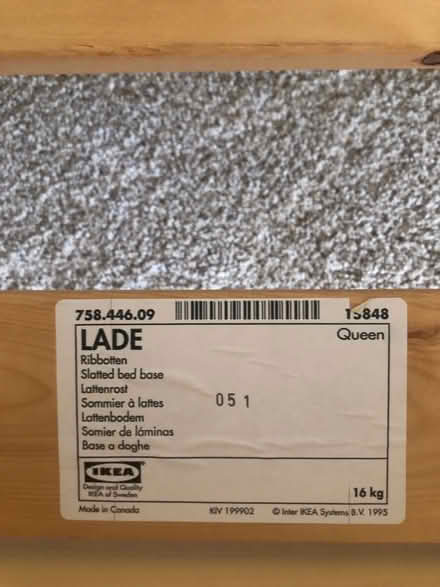 758.446.09 15848
LADE Queen
Ribbotten
Slatted bed base
Lattenrost
Sommier à lattes 051
Lattenbodem
Somier de láminas
Base a doghe
IKEA®
Design and Quality
IKEA of Sweden
16 kg
Made in Canada KIV 199902 © Inter IKEA Systems B.V. 1995